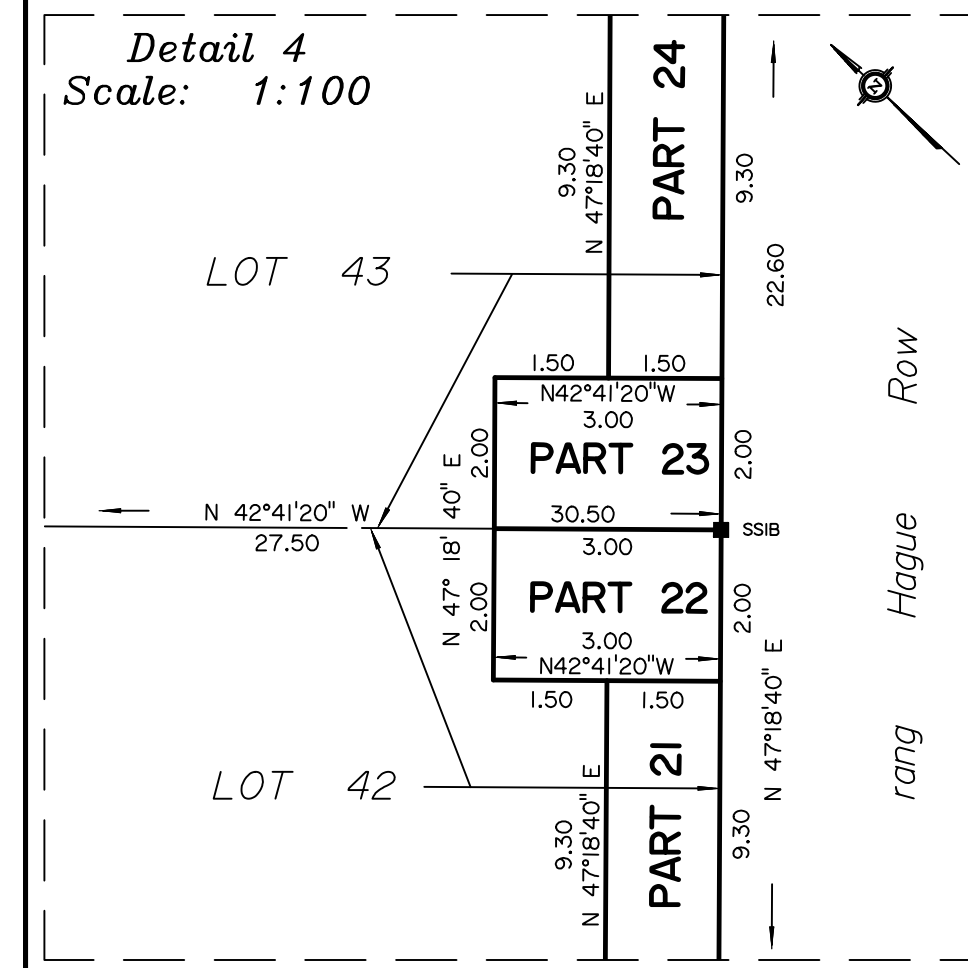 Detail 4
Scale: 1:100
PART 24
N
N 47°18'40" E
9.30
9.30
LOT 43
22.60
Row
1.50
1.50
N42°41'20"W
3.00
2.00
PART 23
2.00
N 47° 18' 40" E
N 42°41'20" W
27.50
30.50
SSIB
3.00
Hague
2.00
PART 22
2.00
3.00
N42°41'20"W
1.50
1.50
N 47°18'40" E
PART 21
rang
LOT 42
9.30
N 47°18'40" E
9.30